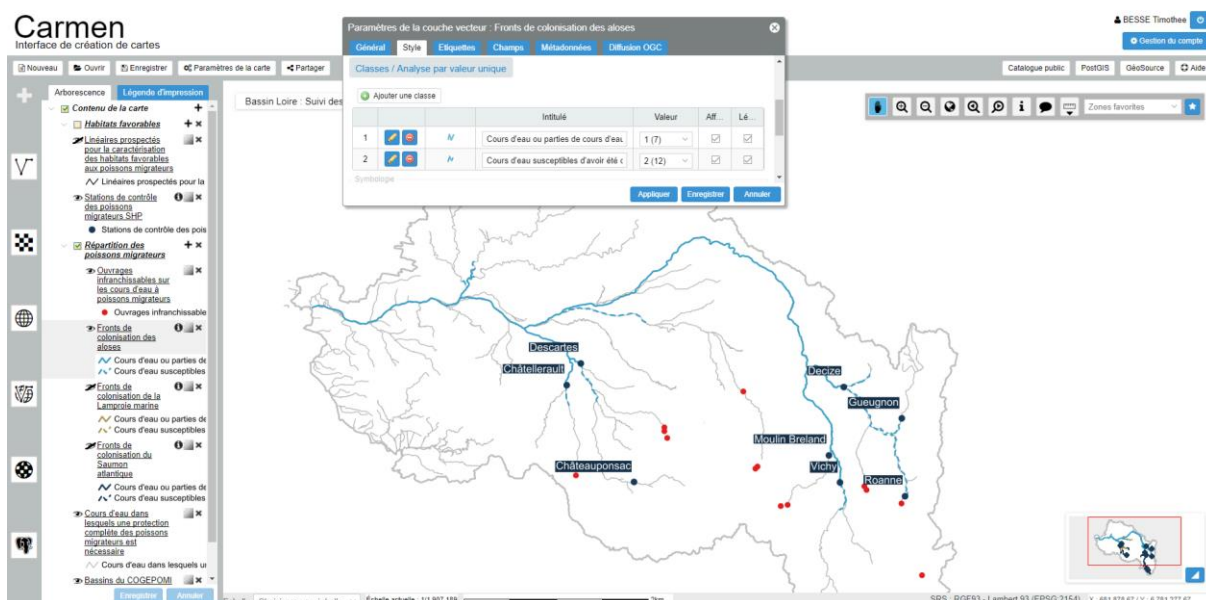 Carmen
Interface de création de cartes
BESSE Timothee
Gestion du compte
Nouveau
Ouvrir
Enregistrer
Paramètres de la carte
Partager
Catalogue public
PostGIS
GéoSource
Aide
Paramètres de la couche vecteur : Fronts de colonisation des aloses
Général
Style
Etiquettes
Champs
Métadonnées
Diffusion OGC
Classes / Analyse par valeur unique
Ajouter une classe
Intitulé
Valeur
Aff...
Lé...
1
Cours d'eau ou parties de cours d'eau
1 (7)
2
Cours d'eau susceptibles d'avoir été c
2 (12)
Symbologie
Appliquer
Enregistrer
Annuler
Arborescence
Légende d'impression
Contenu de la carte
Habitats favorables
Linéaires prospectés
pour la caractérisation
des habitats favorables
aux poissons migrateurs
Linéaires prospectés pour la
Stations de contrôle
des poissons
migrateurs SHP
Stations de contrôle des pois
Répartition des
poissons migrateurs
Ouvrages
infranchissables sur
les cours d'eau à
poissons migrateurs
Ouvrages infranchissable
Fronts de
colonisation des
aloses
Cours d'eau ou parties de
Cours d'eau susceptibles
Fronts de
colonisation de la
Lamproie marine
Cours d'eau ou parties de
Cours d'eau susceptibles
Fronts de
colonisation du
Saumon
atlantique
Cours d'eau ou parties de
Cours d'eau susceptibles
Cours d'eau dans
lesquels une protection
complète des poissons
migrateurs est
nécessaire
Cours d'eau dans lesquels u
Bassins du COGEPOMI
Enregistrer
Annuler
Bassin Loire : Suivi des
Zones favorites
Descartes
Châtellerault
Decize
Gueugnon
Moulin Breland
Vichy
Châteauponsac
Roanne
Échelle actuelle : 1/1 907 189
2km
SRS : RGF93 - Lambert 93 (EPSG:2154)